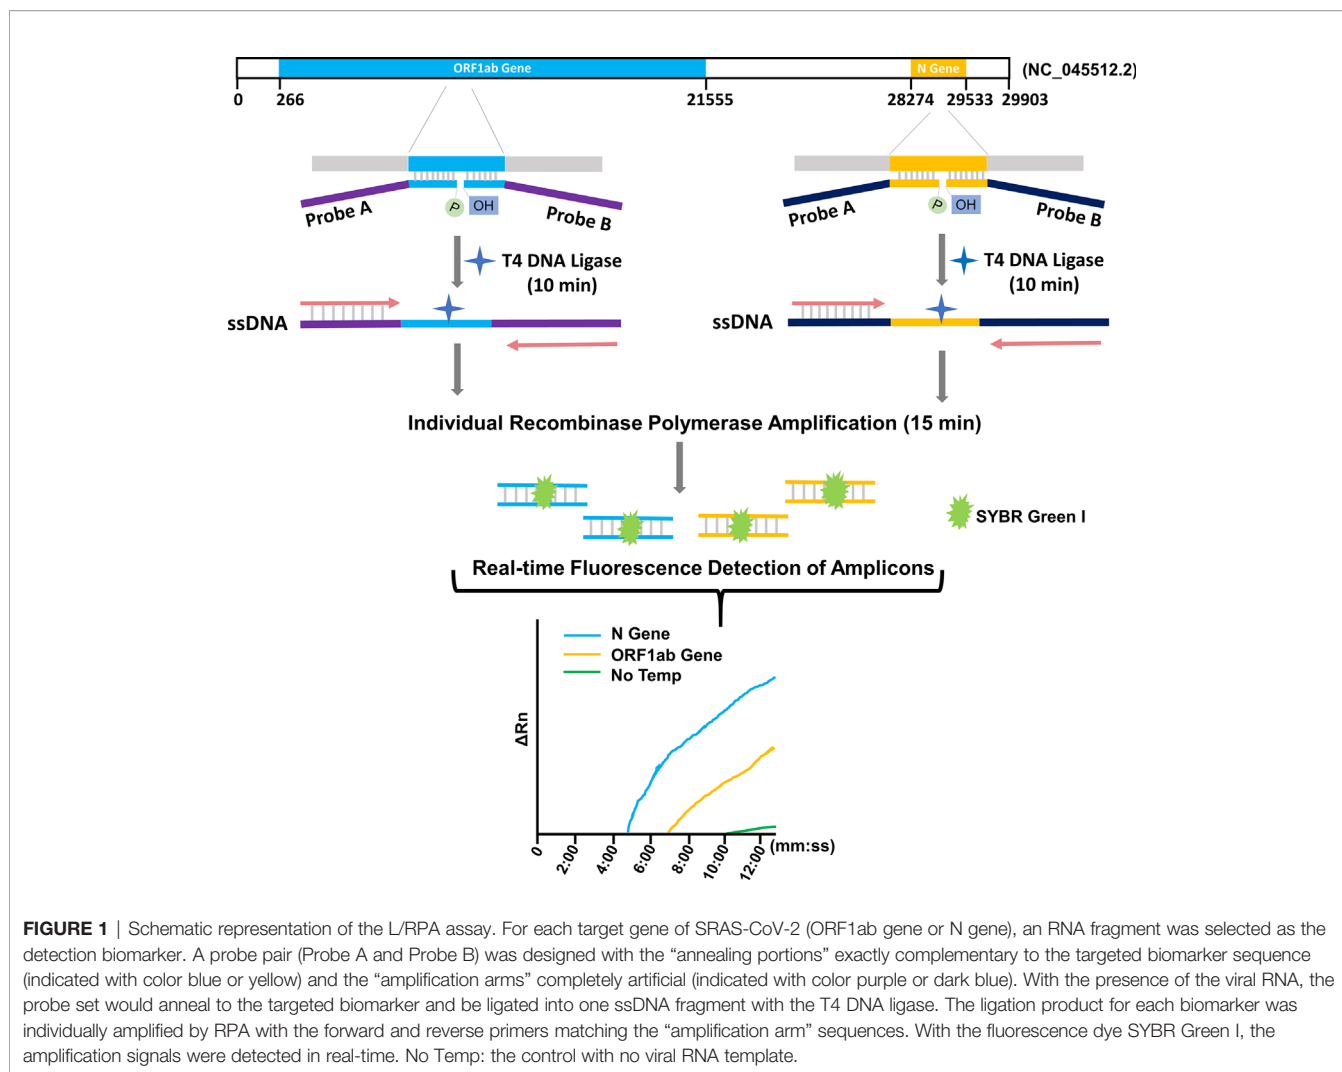 ORF1ab Gene
N Gene
(NC_045512.2)
0
266
21555
28274
29533
29903
Probe A
P
OH
Probe B
Probe A
P
OH
Probe B
T4 DNA Ligase
(10 min)
T4 DNA Ligase
(10 min)
ssDNA
ssDNA
Individual Recombinase Polymerase Amplification (15 min)
SYBR Green I
Real-time Fluorescence Detection of Amplicons
N Gene
ORF1ab Gene
No Temp
ΔRn
0
2:00
4:00
6:00
8:00
10:00
12:00
(mm:ss)
FIGURE 1 | Schematic representation of the L/RPA assay. For each target gene of SRAS-CoV-2 (ORF1ab gene or N gene), an RNA fragment was selected as the
detection biomarker. A probe pair (Probe A and Probe B) was designed with the “annealing portions” exactly complementary to the targeted biomarker sequence
(indicated with color blue or yellow) and the “amplification arms” completely artificial (indicated with color purple or dark blue). With the presence of the viral RNA, the
probe set would anneal to the targeted biomarker and be ligated into one ssDNA fragment with the T4 DNA ligase. The ligation product for each biomarker was
individually amplified by RPA with the forward and reverse primers matching the “amplification arm” sequences. With the fluorescence dye SYBR Green I, the
amplification signals were detected in real-time. No Temp: the control with no viral RNA template.